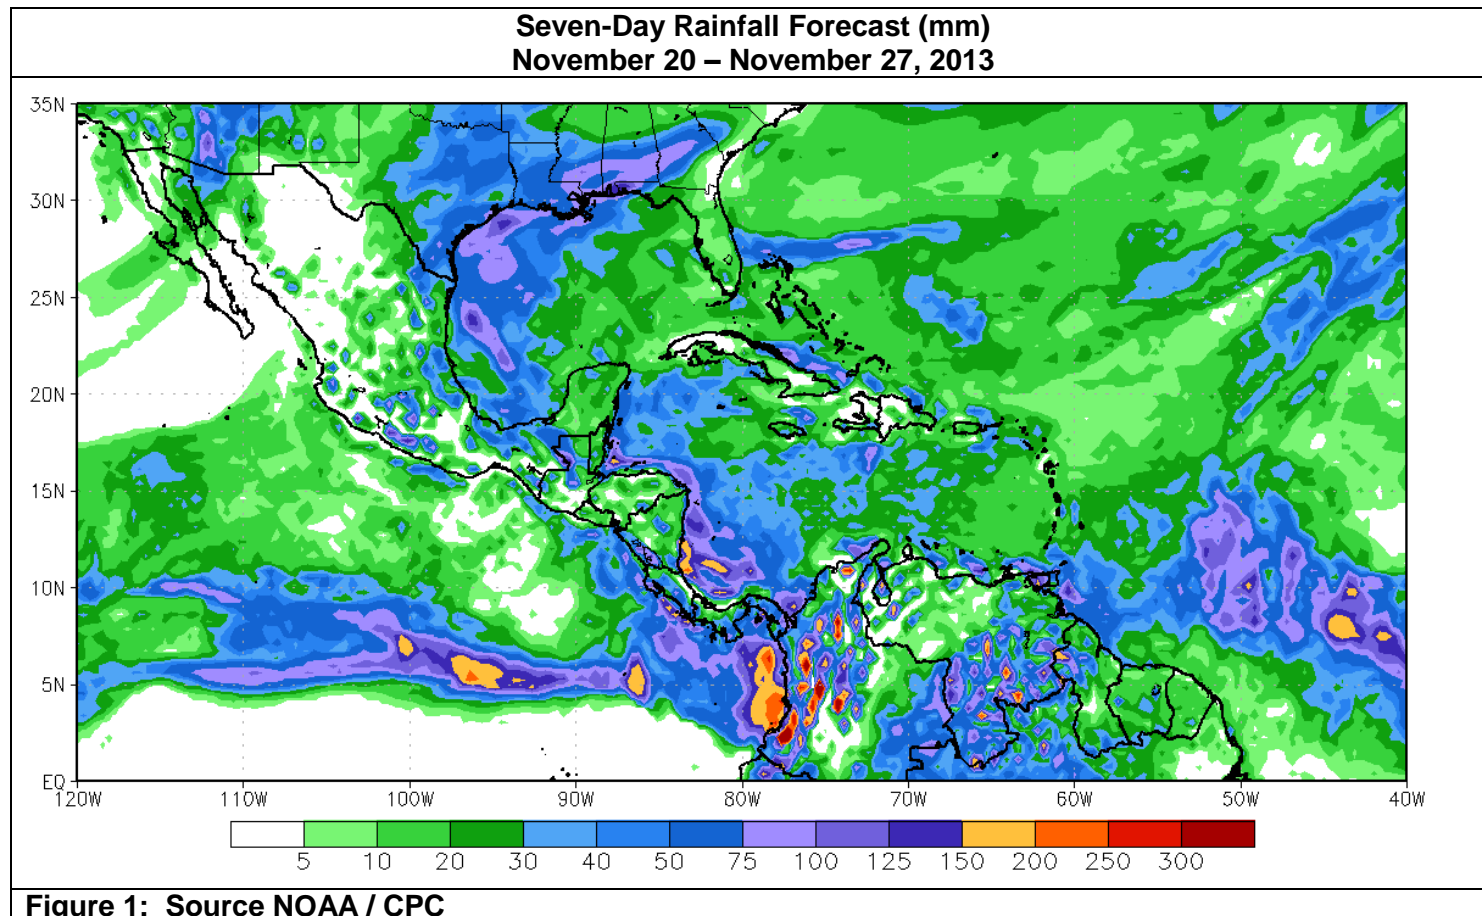 Seven-Day Rainfall Forecast (mm)
November 20 – November 27, 2013
35N
30N
25N
20N
15N
10N
5N
EQ
120W 110W 100W 90W 80W 70W 60W 50W 40W
5 10 20 30 40 50 75 100 125 150 200 250 300
Figure 1: Source NOAA / CPC